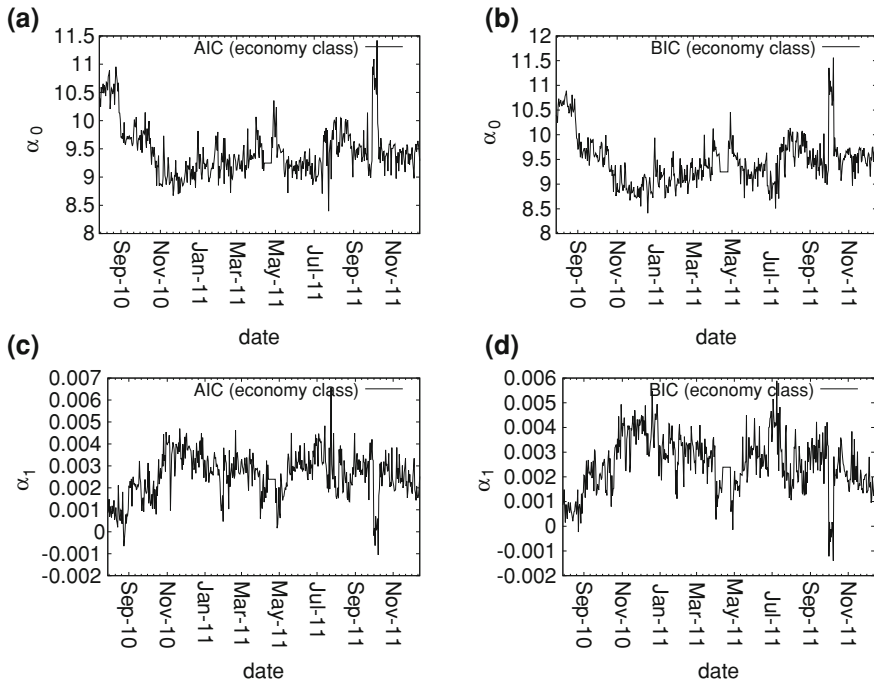 (a)
11.5
11
10.5
10
9.5
9
8.5
8
α0
AIC (economy class)
Sep-10
Nov-10
Jan-11
Mar-11
May-11
Jul-11
Sep-11
Nov-11
date
(b)
12
11.5
11
10.5
10
9.5
9
8.5
8
α0
BIC (economy class)
Sep-10
Nov-10
Jan-11
Mar-11
May-11
Jul-11
Sep-11
Nov-11
date
(c)
0.007
0.006
0.005
0.004
0.003
0.002
0.001
0
-0.001
-0.002
α1
AIC (economy class)
Sep-10
Nov-10
Jan-11
Mar-11
May-11
Jul-11
Sep-11
Nov-11
date
(d)
0.006
0.005
0.004
0.003
0.002
0.001
0
-0.001
-0.002
α1
BIC (economy class)
Sep-10
Nov-10
Jan-11
Mar-11
May-11
Jul-11
Sep-11
Nov-11
date